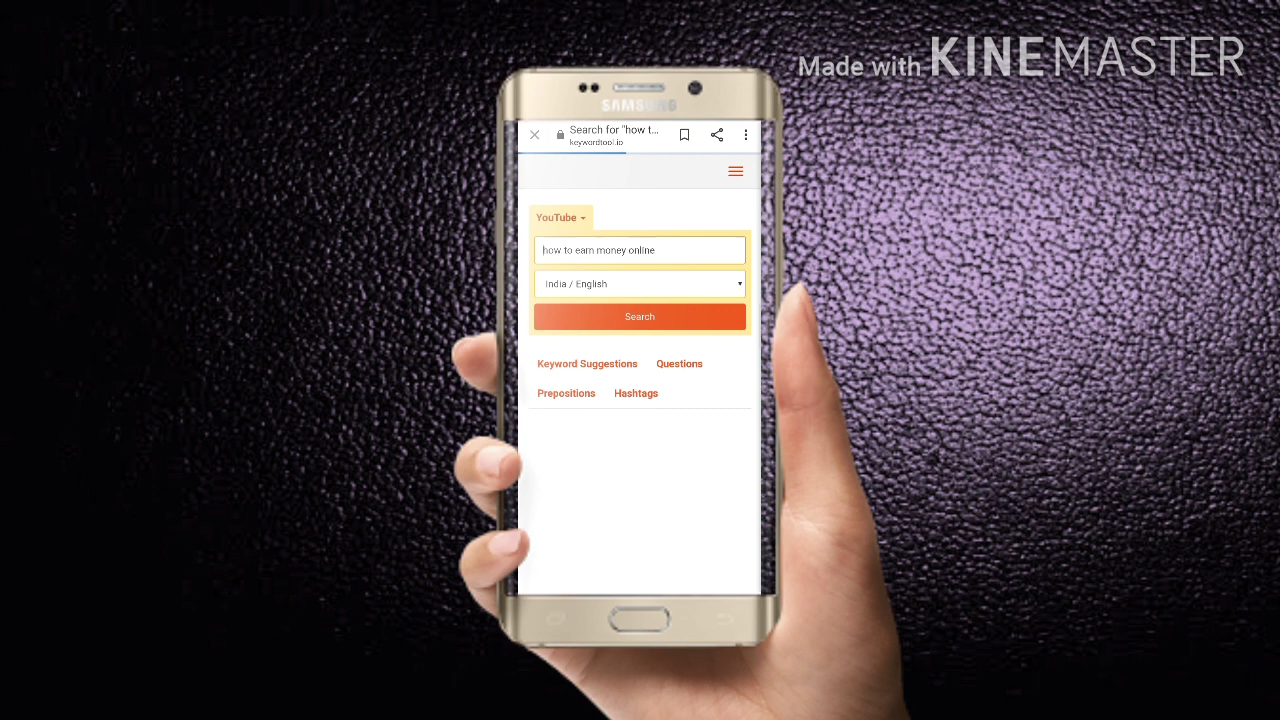 Made with KINEMASTER
SAMSUNG
Search for "how t...
keywordtool.io
YouTube
how to earn money online
India / English
Search
Keyword Suggestions Questions
Prepositions Hashtags